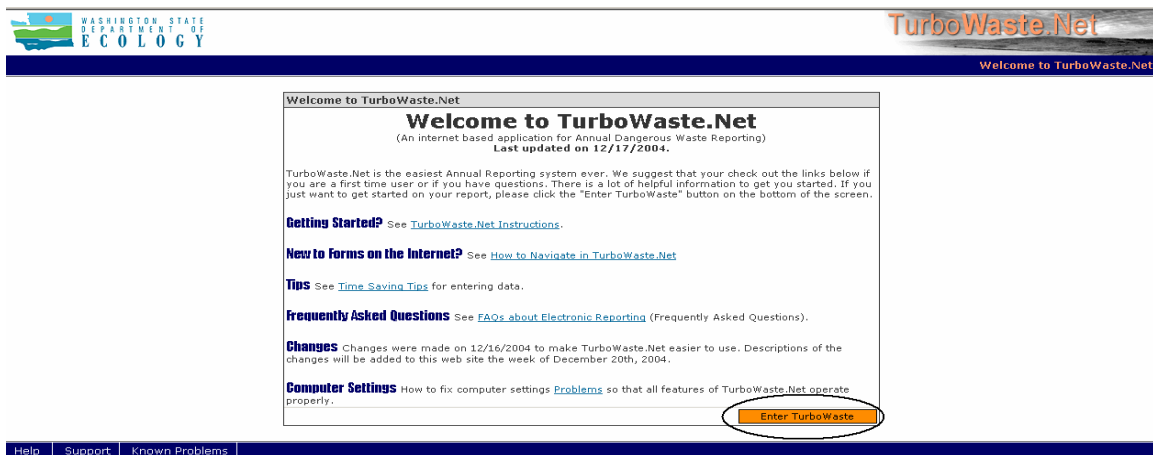 WASHINGTON STATE
DEPARTMENT OF
ECOLOGY
TurboWaste.Net
Welcome to TurboWaste.Net
Welcome to TurboWaste.Net
Welcome to TurboWaste.Net
(An internet based application for Annual Dangerous Waste Reporting)
Last updated on 12/17/2004.
TurboWaste.Net is the easiest Annual Reporting system ever. We suggest that your check out the links below if
you are a first time user or if you have questions. There is a lot of helpful information to get you started. If you
just want to get started on your report, please click the "Enter TurboWaste" button on the bottom of the screen.
Getting Started? See TurboWaste.Net Instructions.
New to Forms on the Internet? See How to Navigate in TurboWaste.Net
Tips See Time Saving Tips for entering data.
Frequently Asked Questions See FAQs about Electronic Reporting (Frequently Asked Questions).
Changes Changes were made on 12/16/2004 to make TurboWaste.Net easier to use. Descriptions of the
changes will be added to this web site the week of December 20th, 2004.
Computer Settings How to fix computer settings Problems so that all features of TurboWaste.Net operate
properly.
Enter TurboWaste
Help Support Known Problems